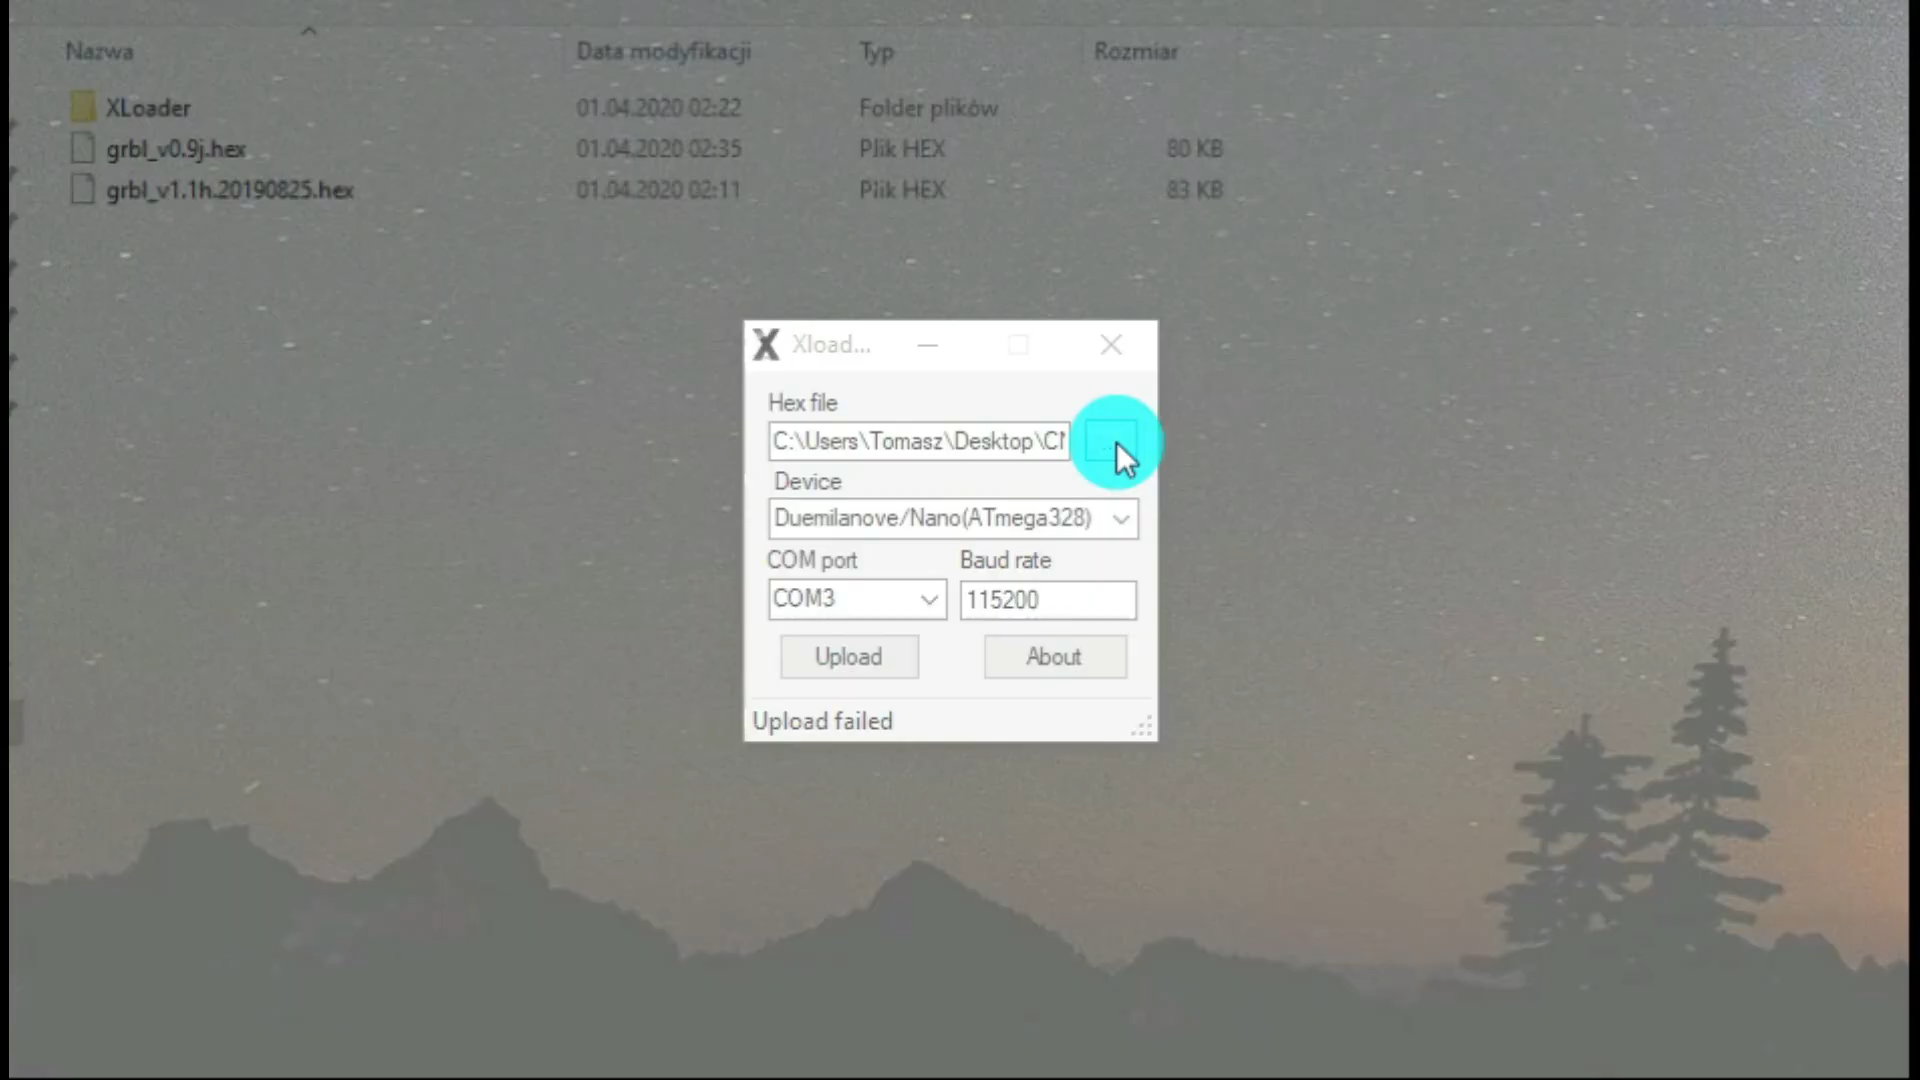 Nazwa Data modyfikacji Typ Rozmiar
XLoader 01.04.2020 02:22 Folder plików
grbl_v0.9j.hex 01.04.2020 02:35 Plik HEX 80 KB
grbl_v1.1h.20190825.hex 01.04.2020 02:11 Plik HEX 83 KB
X Xload...
Hex file
C:\Users\Tomasz\Desktop\CN ...
Device
Duemilanove/Nano(ATmega328)
COM port Baud rate
COM3 115200
Upload About
Upload failed